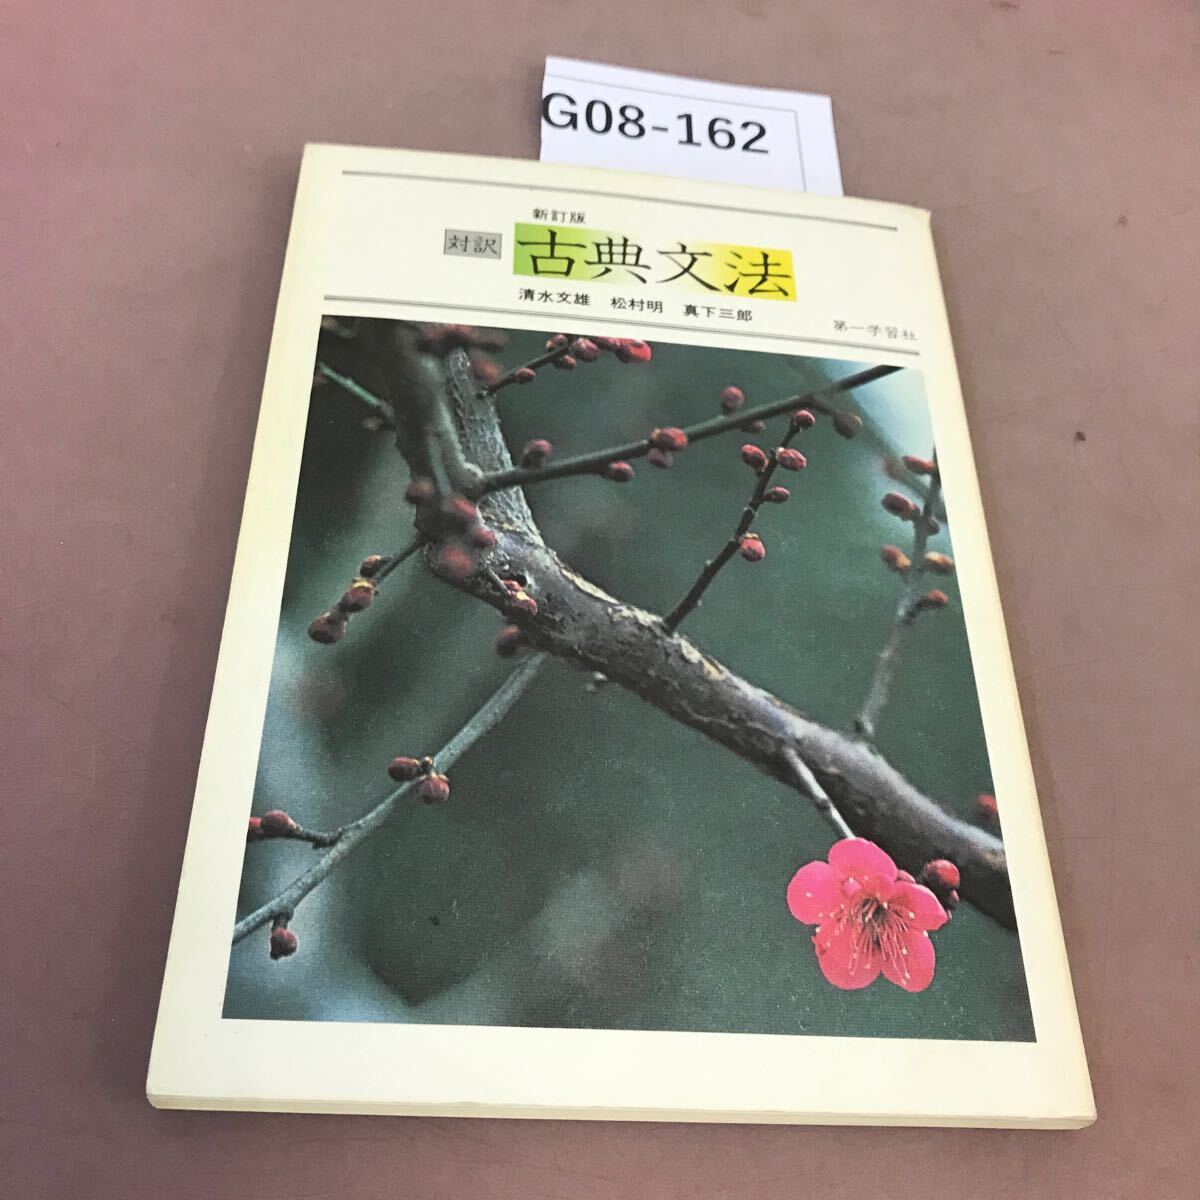 G08-162
新訂版
対訳 古典文法
清水文雄 松村明 真下三郎
第一学習社